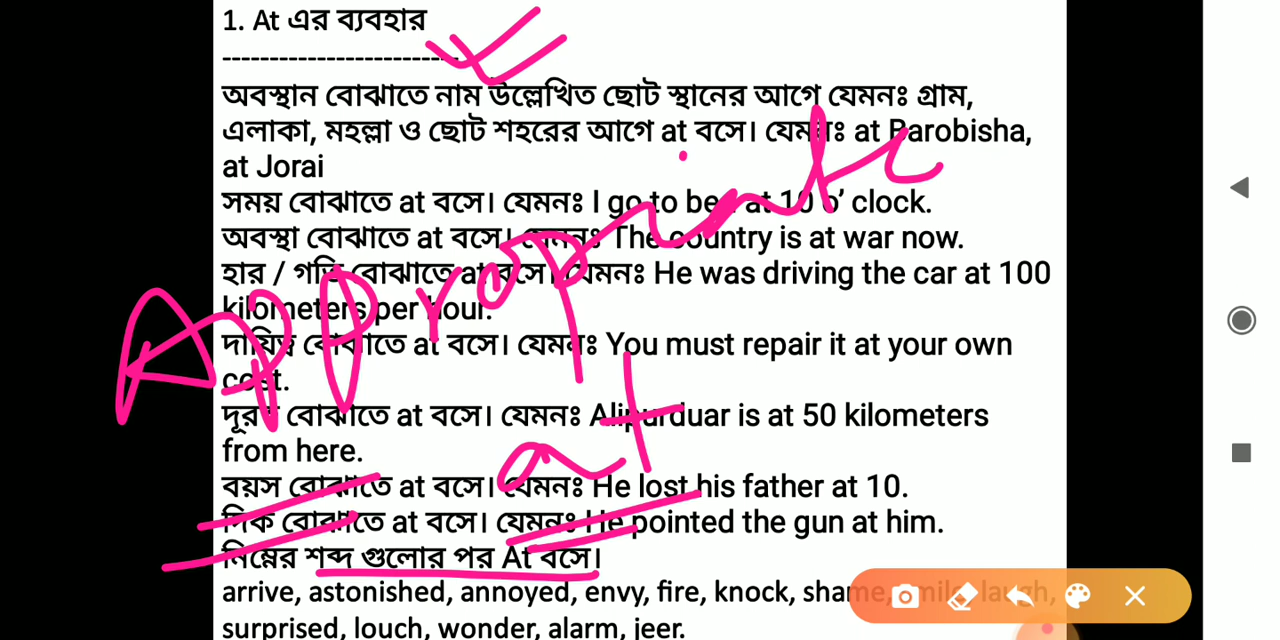 1. At এর ব্যবহার
-------------------------
অবস্থান বোঝাতে নাম উল্লেখিত ছোট স্থানের আগে যেমনঃ গ্রাম,
এলাকা, মহল্লা ও ছোট শহরের আগে at বসে। যেমনঃ at Barobisha,
at Jorai
সময় বোঝাতে at বসে। যেমনঃ I go to bed at 10 o' clock.
অবস্থা বোঝাতে at বসে। যেমনঃ The country is at war now.
হার / গতি বোঝাতে at বসে। যেমনঃ He was driving the car at 100
kilometers per hour.
দায়িত্ব বোঝাতে at বসে। যেমনঃ You must repair it at your own
cost.
দূরত্ব বোঝাতে at বসে। যেমনঃ Alipurduar is at 50 kilometers
from here.
বয়স বোঝাতে at বসে। যেমনঃ He lost his father at 10.
দিক বোঝাতে at বসে। যেমনঃ He pointed the gun at him.
নিম্নের শব্দ গুলোর পর At বসে।
arrive, astonished, annoyed, envy, fire, knock, shame, smile, laugh,
surprised, louch, wonder, alarm, jeer.
at